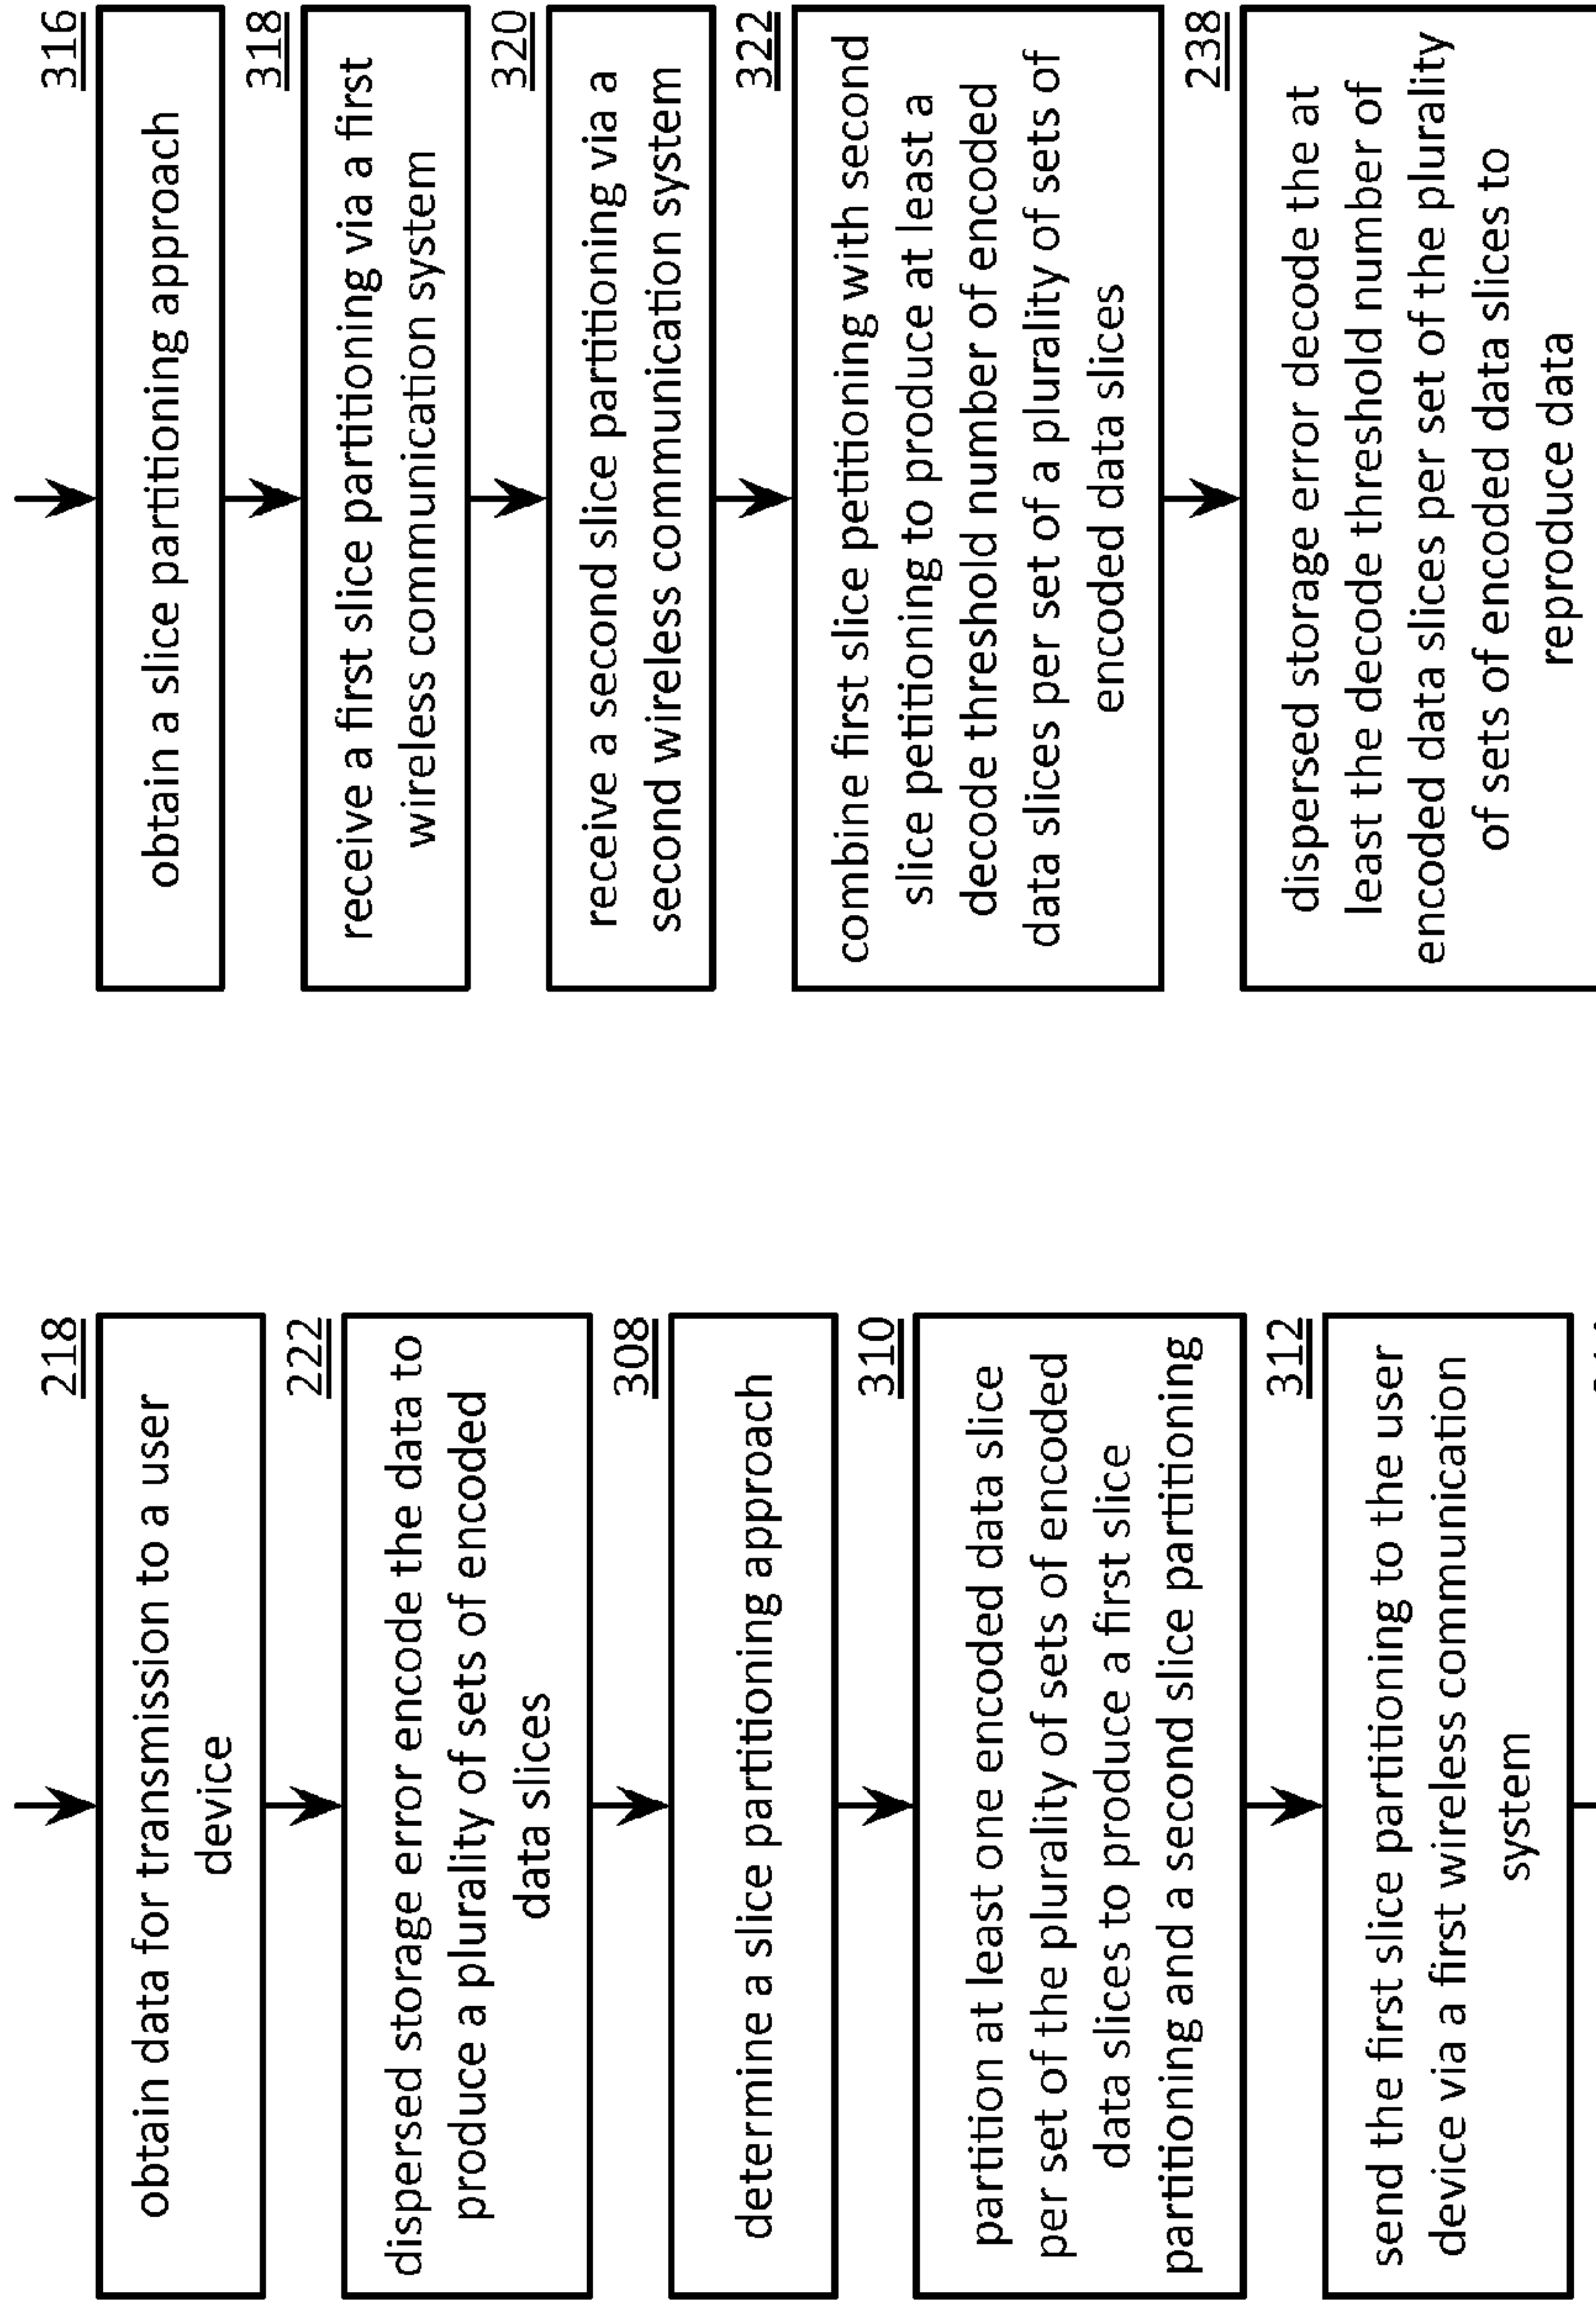 218
obtain data for transmission to a user
device
222
dispersed storage error encode the data to
produce a plurality of sets of encoded
data slices
308
determine a slice partitioning approach
310
partition at least one encoded data slice
per set of the plurality of sets of encoded
data slices to produce a first slice
partitioning and a second slice partitioning
312
send the first slice partitioning to the user
device via a first wireless communication
system
316
obtain a slice partitioning approach
318
receive a first slice partitioning via a first
wireless communication system
320
receive a second slice partitioning via a
second wireless communication system
322
combine first slice petitioning with second
slice petitioning to produce at least a
decode threshold number of encoded
data slices per set of a plurality of sets of
encoded data slices
238
dispersed storage error decode the at
least the decode threshold number of
encoded data slices per set of the plurality
of sets of encoded data slices to
reproduce data